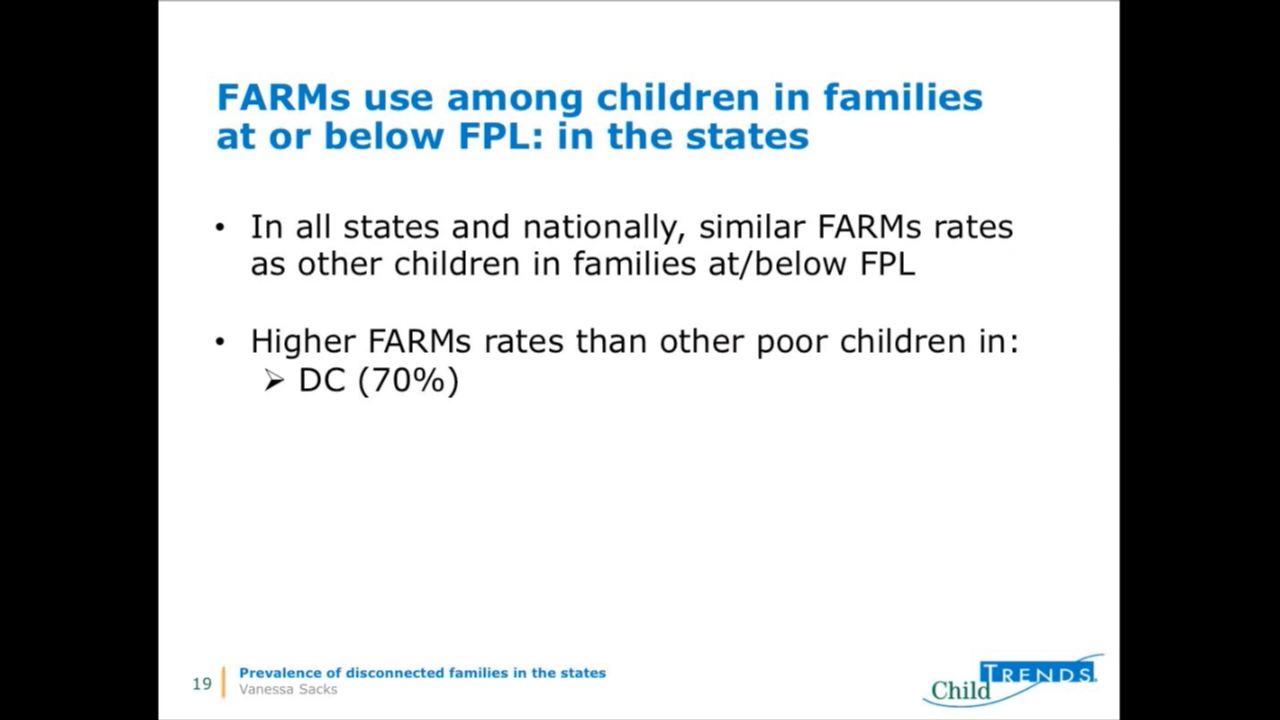 FARMs use among children in families
at or below FPL: in the states
• In all states and nationally, similar FARMs rates
as other children in families at/below FPL
• Higher FARMs rates than other poor children in:
➢ DC (70%)
19
Prevalence of disconnected families in the states
Vanessa Sacks
Child TRENDS®